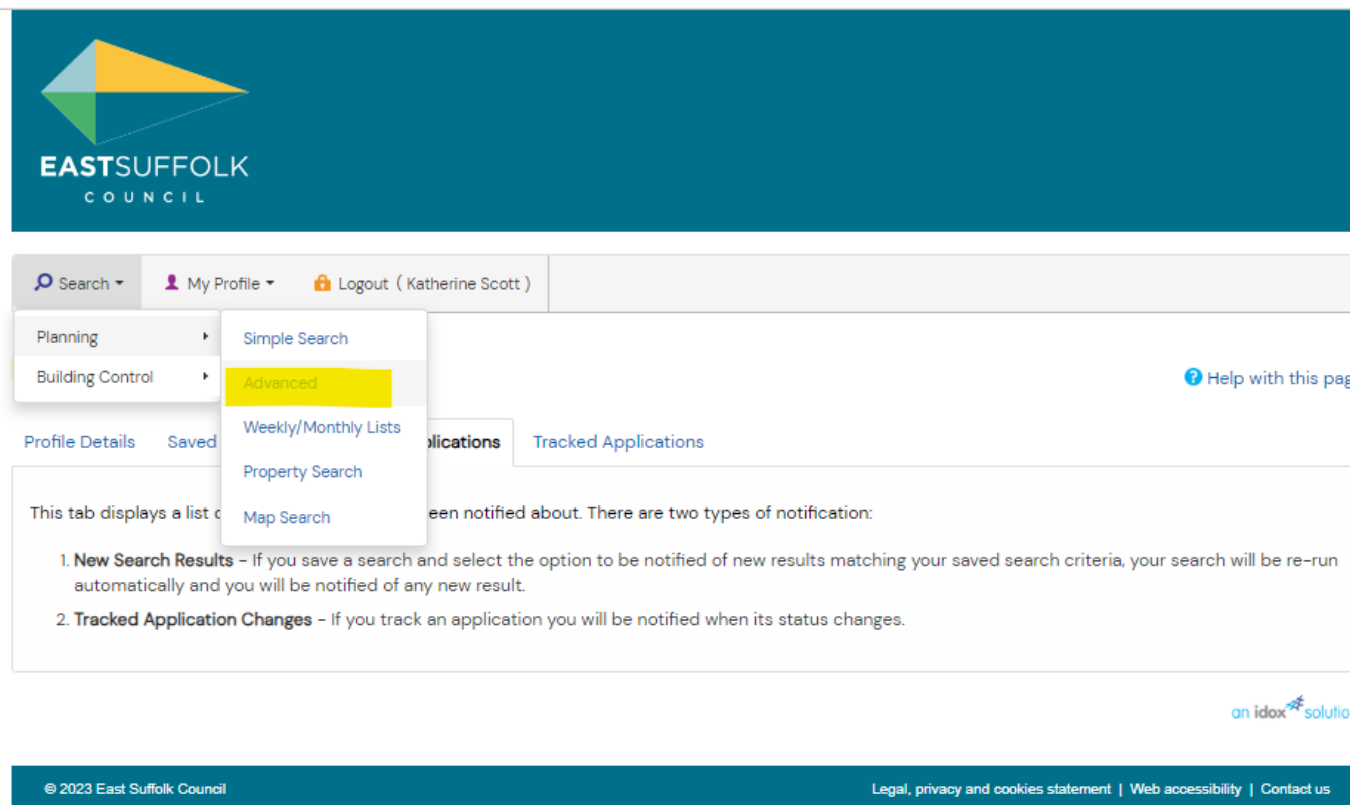 EASTSUFFOLK
COUNCIL
Search My Profile Logout ( Katherine Scott )
Planning
Building Control
Simple Search
Advanced
Weekly/Monthly Lists
Property Search
Map Search
Help with this pag
Profile Details Saved plications Tracked Applications
This tab displays a list een notified about. There are two types of notification:
1. New Search Results – If you save a search and select the option to be notified of new results matching your saved search criteria, your search will be re-run
automatically and you will be notified of any new result.
2. Tracked Application Changes – If you track an application you will be notified when its status changes.
an idox solutio
© 2023 East Suffolk Council Legal, privacy and cookies statement | Web accessibility | Contact us